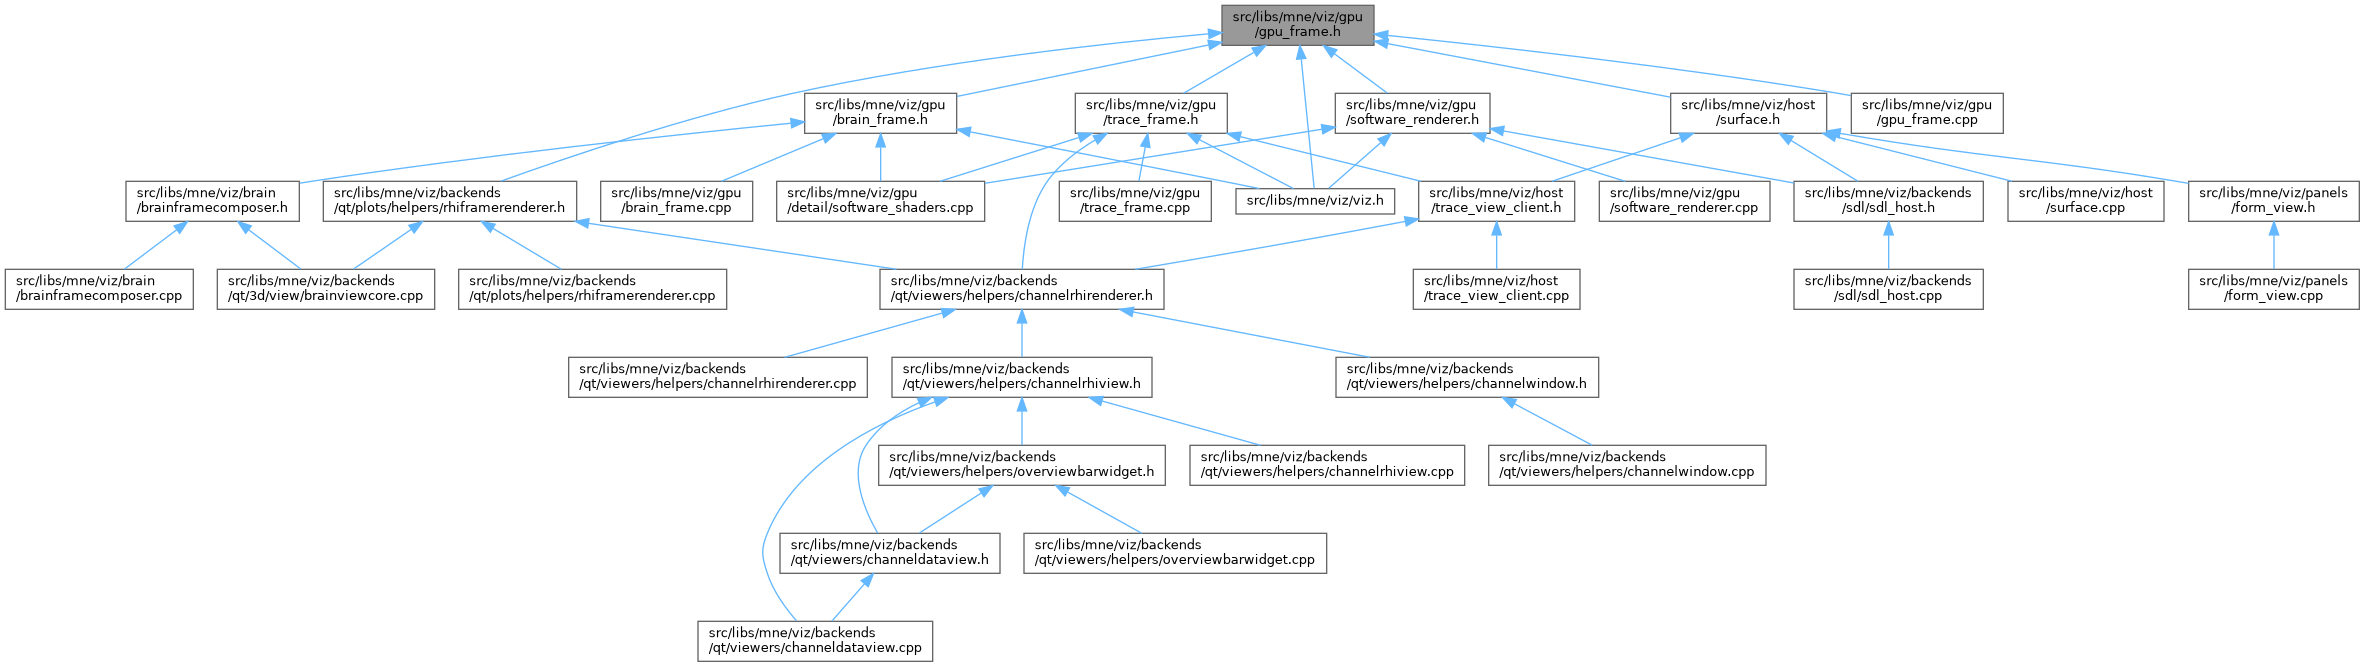 src/libs/mne/viz/gpu
/gpu_frame.h
src/libs/mne/viz/gpu
/brain_frame.h
src/libs/mne/viz/gpu
/trace_frame.h
src/libs/mne/viz/gpu
/software_renderer.h
src/libs/mne/viz/host
/surface.h
src/libs/mne/viz/gpu
/gpu_frame.cpp
src/libs/mne/viz/brain
/brainframecomposer.h
src/libs/mne/viz/backends
/qt/plots/helpers/rhiframerenderer.h
src/libs/mne/viz/gpu
/brain_frame.cpp
src/libs/mne/viz/gpu
/detail/software_shaders.cpp
src/libs/mne/viz/gpu
/trace_frame.cpp
src/libs/mne/viz/viz.h
src/libs/mne/viz/host
/trace_view_client.h
src/libs/mne/viz/gpu
/software_renderer.cpp
src/libs/mne/viz/backends
/sdl/sdl_host.h
src/libs/mne/viz/host
/surface.cpp
src/libs/mne/viz/panels
/form_view.h
src/libs/mne/viz/brain
/brainframecomposer.cpp
src/libs/mne/viz/backends
/qt/3d/view/brainviewcore.cpp
src/libs/mne/viz/backends
/qt/plots/helpers/rhiframerenderer.cpp
src/libs/mne/viz/backends
/qt/viewers/helpers/channelrhirenderer.h
src/libs/mne/viz/host
/trace_view_client.cpp
src/libs/mne/viz/backends
/sdl/sdl_host.cpp
src/libs/mne/viz/panels
/form_view.cpp
src/libs/mne/viz/backends
/qt/viewers/helpers/channelrhirenderer.cpp
src/libs/mne/viz/backends
/qt/viewers/helpers/channelrhiview.h
src/libs/mne/viz/backends
/qt/viewers/helpers/channelwindow.h
src/libs/mne/viz/backends
/qt/viewers/helpers/overviewbarwidget.h
src/libs/mne/viz/backends
/qt/viewers/helpers/channelrhiview.cpp
src/libs/mne/viz/backends
/qt/viewers/helpers/channelwindow.cpp
src/libs/mne/viz/backends
/qt/viewers/channeldataview.h
src/libs/mne/viz/backends
/qt/viewers/helpers/overviewbarwidget.cpp
src/libs/mne/viz/backends
/qt/viewers/channeldataview.cpp